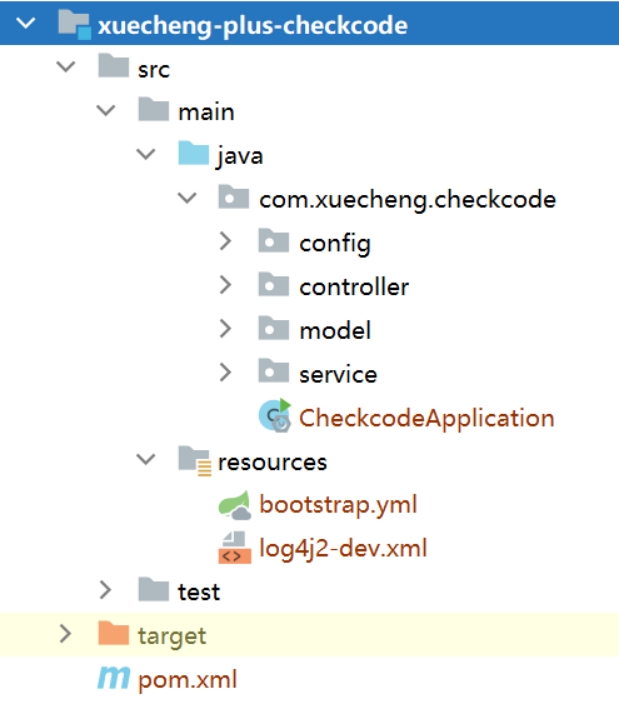 xuecheng-plus-checkcode
src
main
java
com.xuecheng.checkcode
config
controller
model
service
CheckcodeApplication
resources
bootstrap.yml
log4j2-dev.xml
test
target
pom.xml